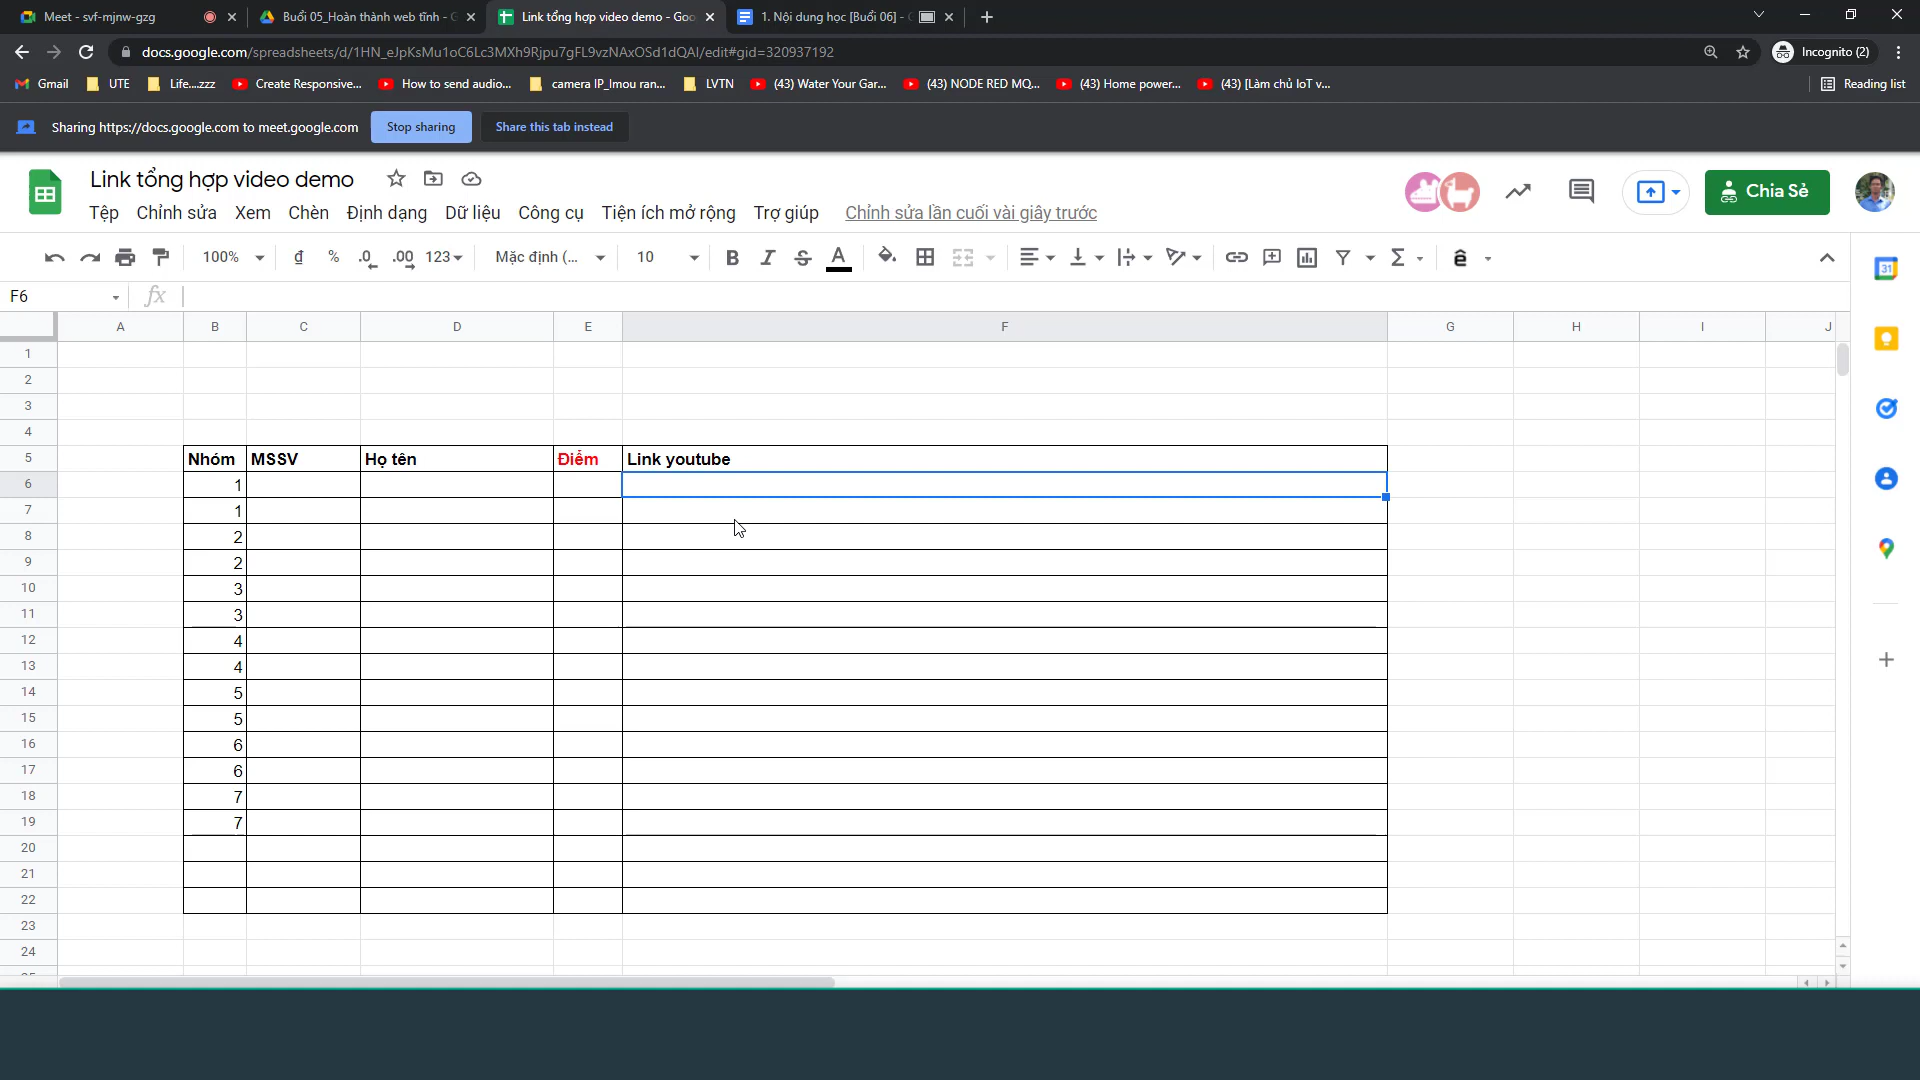 Meet - svf-mjnw-gzg
Buổi 05_Hoàn thành web tĩnh - G
Link tổng hợp video demo - Goo
1. Nội dung học [Buổi 06] - G
docs.google.com/spreadsheets/d/1HN_eJpKsMu1oC6Lc3MXh9Rjpu7gFL9vzNAxOSd1dQAI/edit#gid=320937192
Incognito (2)
Gmail
UTE
Life....zzz
Create Responsive...
How to send audio...
camera IP_Imou ran...
LVTN
(43) Water Your Gar...
(43) NODE RED MQ...
(43) Home power...
(43) [Làm chủ IoT v...
Reading list
Sharing https://docs.google.com to meet.google.com
Stop sharing
Share this tab instead
Link tổng hợp video demo
Tệp Chỉnh sửa Xem Chèn Định dạng Dữ liệu Công cụ Tiện ích mở rộng Trợ giúp Chỉnh sửa lần cuối vài giây trước
Chia Sẻ
100% đ % .0 .00 123 Mặc định (... 10 B I S A Σ ê
F6 fx
A B C D E F G H I J
1
2
3
4
5 Nhóm MSSV Họ tên Điểm Link youtube
6 1
7 1
8 2
9 2
10 3
11 3
12 4
13 4
14 5
15 5
16 6
17 6
18 7
19 7
20
21
22
23
24
31